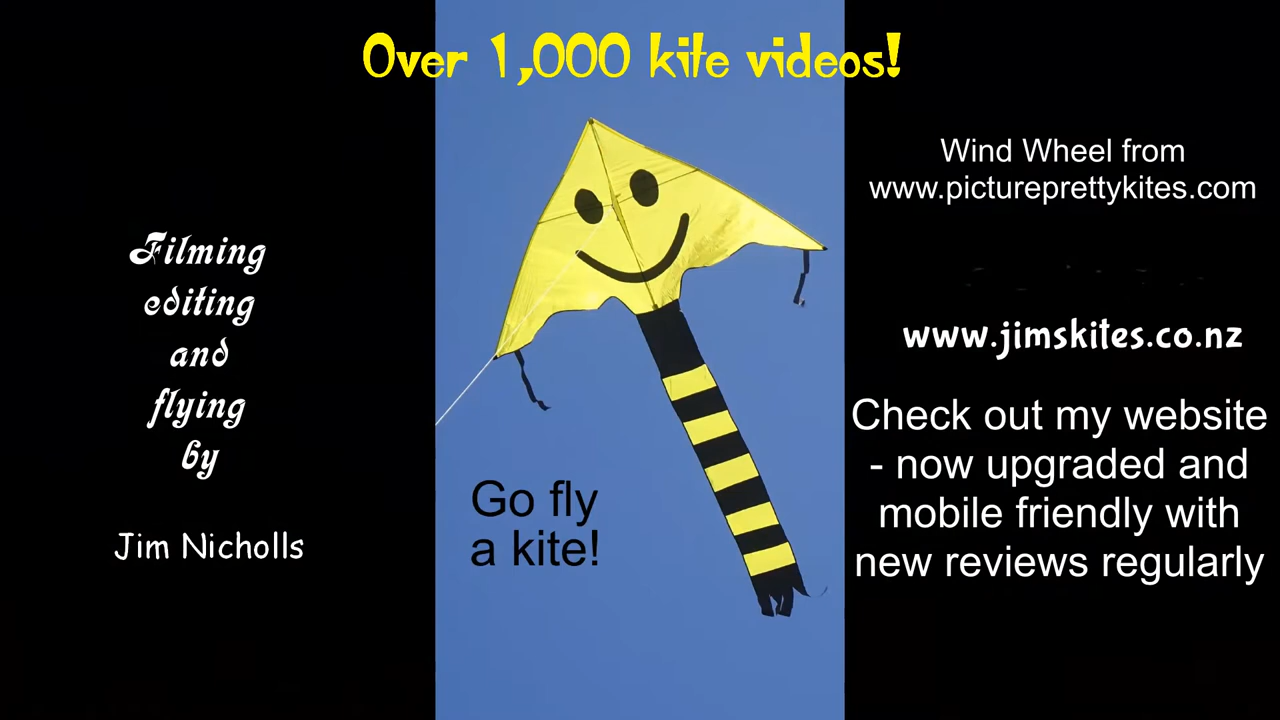 Over 1,000 kite videos!
Filming
editing
and
flying
by
Jim Nicholls
Go fly
a kite!
Wind Wheel from
www.pictureprettykites.com
www.jimskites.co.nz
Check out my website
- now upgraded and
mobile friendly with
new reviews regularly